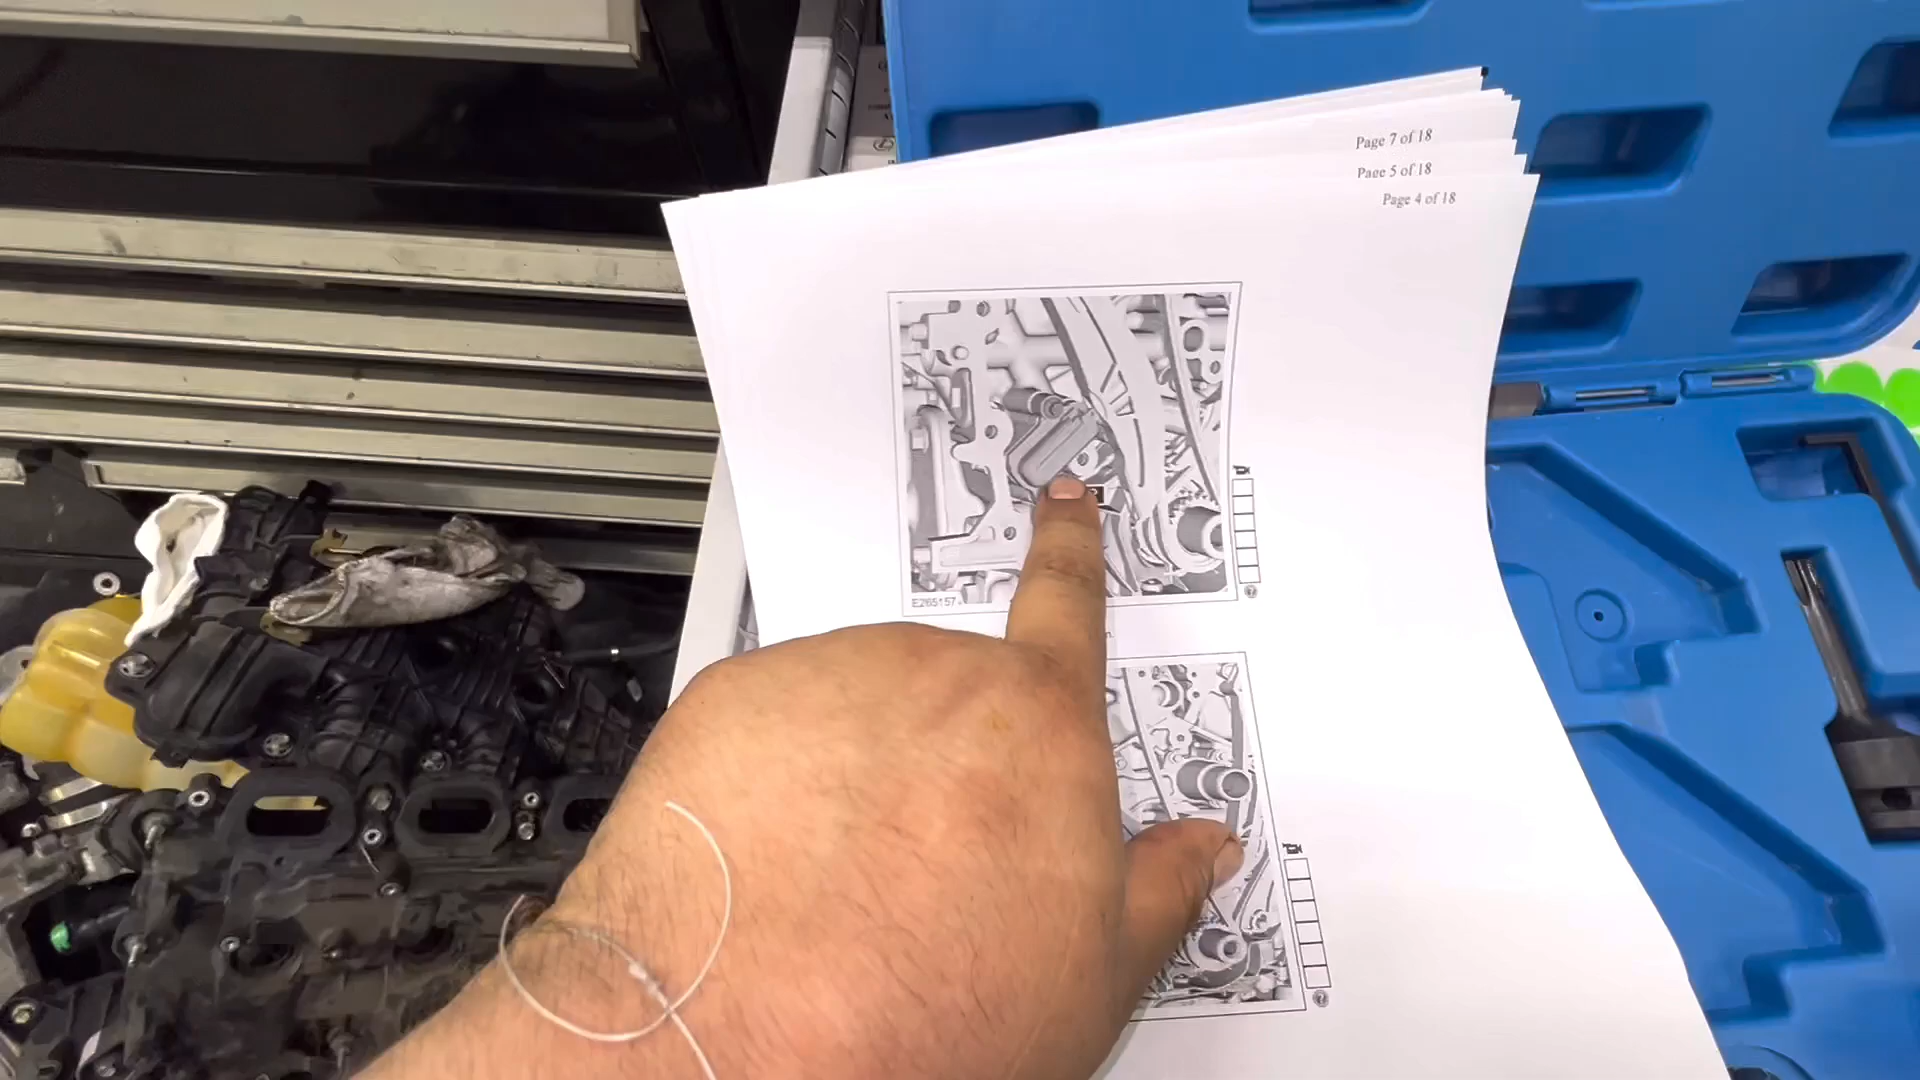 Page 7 of 18
Page 5 of 18
Page 4 of 18
E265157